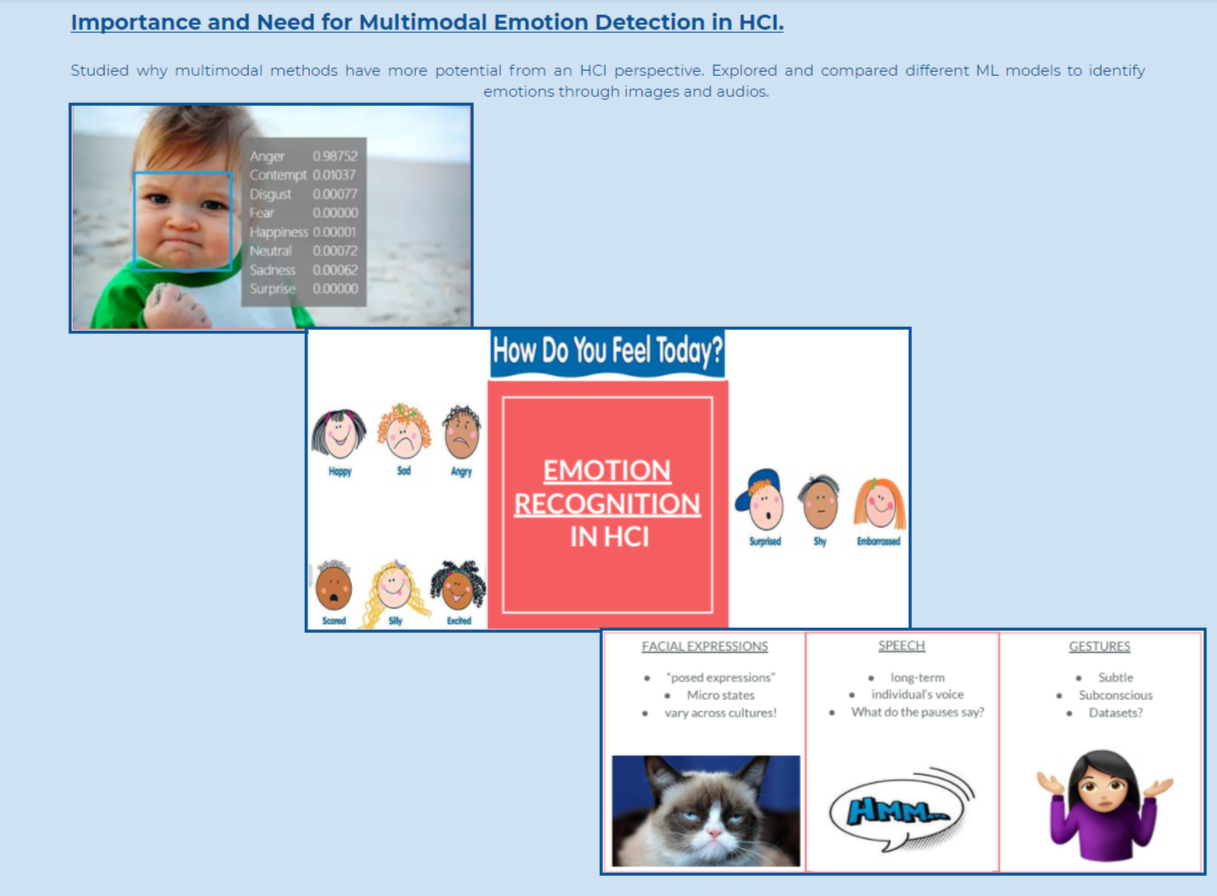 Importance and Need for Multimodal Emotion Detection in HCI.
Studied why multimodal methods have more potential from an HCI perspective. Explored and compared different ML models to identify
emotions through images and audios.
Anger 0.98752
Contempt 0.01037
Disgust 0.00077
Fear 0.00000
Happiness 0.00001
Neutral 0.00072
Sadness 0.00062
Surprise 0.00000
How Do You Feel Today?
Happy Sad Angry
EMOTION
RECOGNITION
IN HCI
Surprised Shy Embarrassed
Scared Silly Excited
FACIAL EXPRESSIONS
• "posed expressions"
• Micro states
• vary across cultures!
SPEECH
• long-term
• individual's voice
• What do the pauses say?
HMM...
GESTURES
• Subtle
• Subconscious
• Datasets?